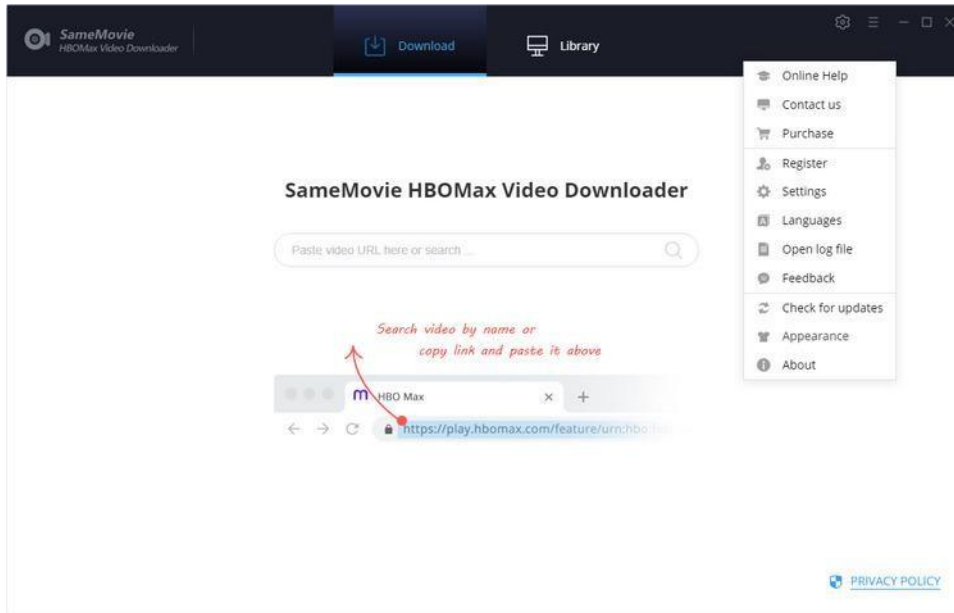 SameMovie
HBOMax Video Downloader
Download
Library
Online Help
Contact us
Purchase
Register
Settings
Languages
Open log file
Feedback
Check for updates
Appearance
About
SameMovie HBOMax Video Downloader
Paste video URL here or search ...
Search video by name or
copy link and paste it above
HBO Max
https://play.hbomax.com/feature/urn:hbo:
PRIVACY POLICY